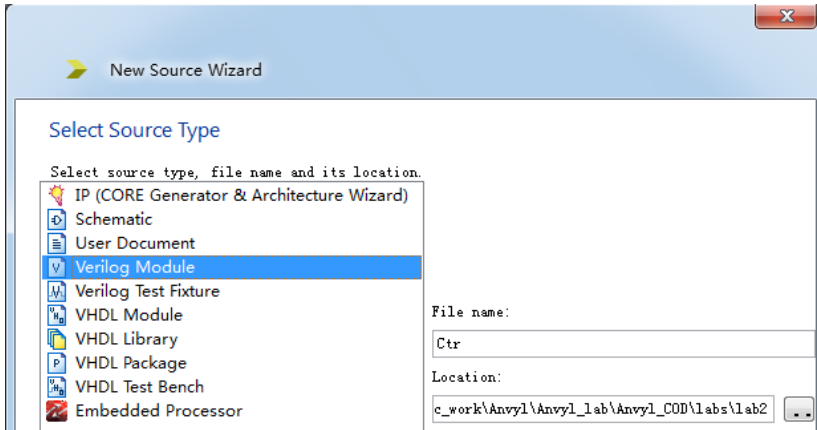 New Source Wizard
Select Source Type
Select source type, file name and its location.
IP (CORE Generator & Architecture Wizard)
Schematic
User Document
Verilog Module
Verilog Test Fixture
VHDL Module
VHDL Library
VHDL Package
VHDL Test Bench
Embedded Processor
File name:
Ctr
Location:
c_work\Anvyl\Anvyl_lab\Anvyl_COD\labs\lab2
..